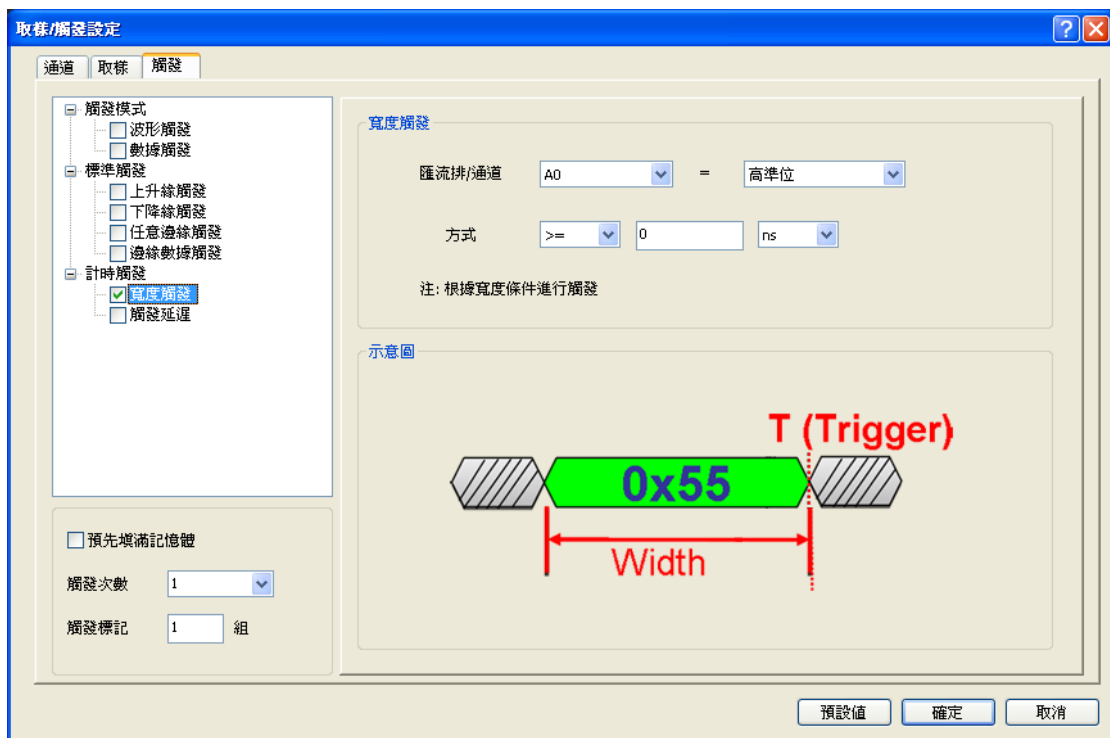 取樣/觸發設定
通道 取樣 觸發
觸發模式
波形觸發
數據觸發
標準觸發
上升緣觸發
下降緣觸發
任意邊緣觸發
邊緣數據觸發
計時觸發
寬度觸發
觸發延遲
預先填滿記憶體
觸發次數 1
觸發標記 1 組
寬度觸發
匯流排/通道 A0 = 高準位
方式 >= 0 ns
注: 根據寬度條件進行觸發
示意圖
T (Trigger)
0x55
Width
預設值 確定 取消